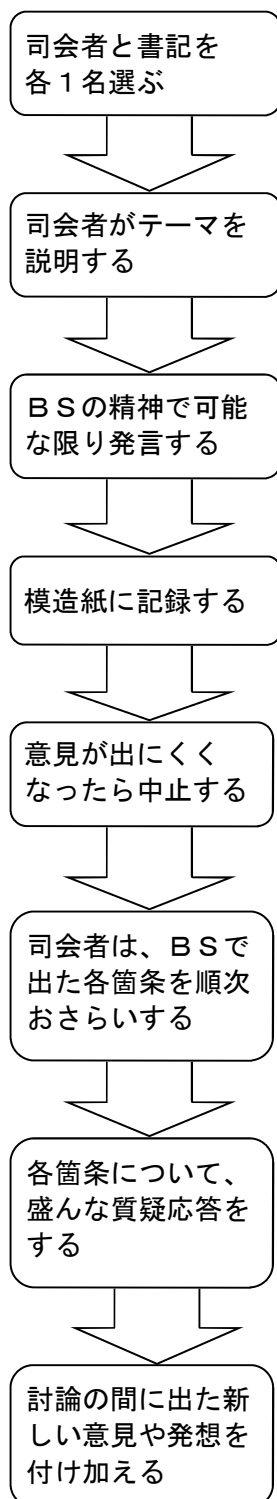 司会者と書記を
各１名選ぶ
司会者がテーマを
説明する
ＢＳの精神で可能
な限り発言する
模造紙に記録する
意見が出にくく
なったら中止する
司会者は、ＢＳで
出た各箇条を順次
おさらいする
各箇条について、
盛んな質疑応答を
する
討論の間に出た新
しい意見や発想を
付け加える